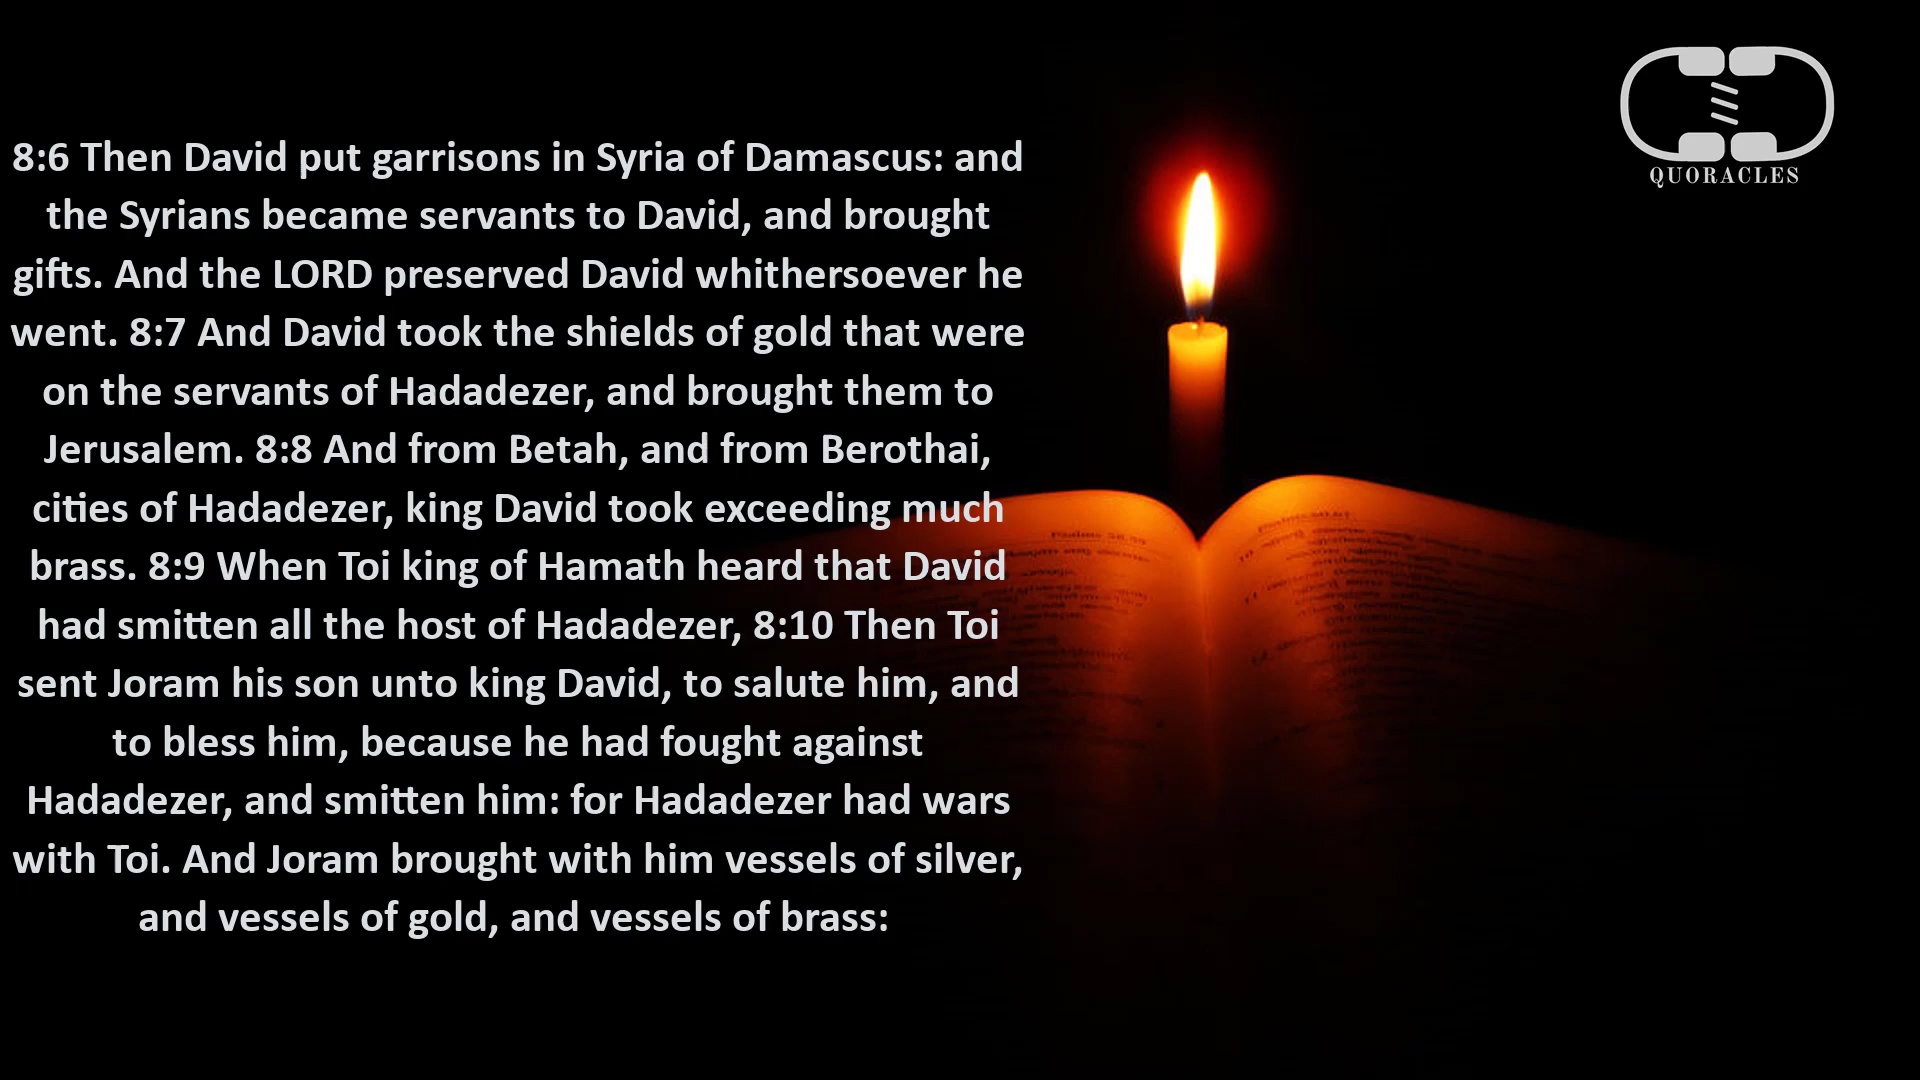 8:6 Then David put garrisons in Syria of Damascus: and
the Syrians became servants to David, and brought
gifts. And the LORD preserved David whithersoever he
went. 8:7 And David took the shields of gold that were
on the servants of Hadadezer, and brought them to
Jerusalem. 8:8 And from Betah, and from Berothai,
cities of Hadadezer, king David took exceeding much
brass. 8:9 When Toi king of Hamath heard that David
had smitten all the host of Hadadezer, 8:10 Then Toi
sent Joram his son unto king David, to salute him, and
to bless him, because he had fought against
Hadadezer, and smitten him: for Hadadezer had wars
with Toi. And Joram brought with him vessels of silver,
and vessels of gold, and vessels of brass:
QUORACLES